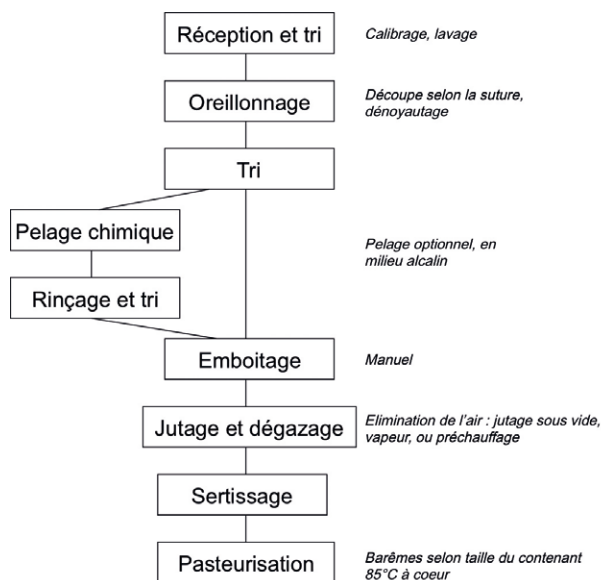 Réception et tri
Calibrage, lavage
Oreillonnage
Découpe selon la suture,
dénoyautage
Tri
Pelage chimique
Pelage optionnel, en
milieu alcalin
Rinçage et tri
Emboitage
Manuel
Jutage et dégazage
Elimination de l'air : jutage sous vide,
vapeur, ou préchauffage
Sertissage
Pasteurisation
Barêmes selon taille du contenant
85°C à coeur